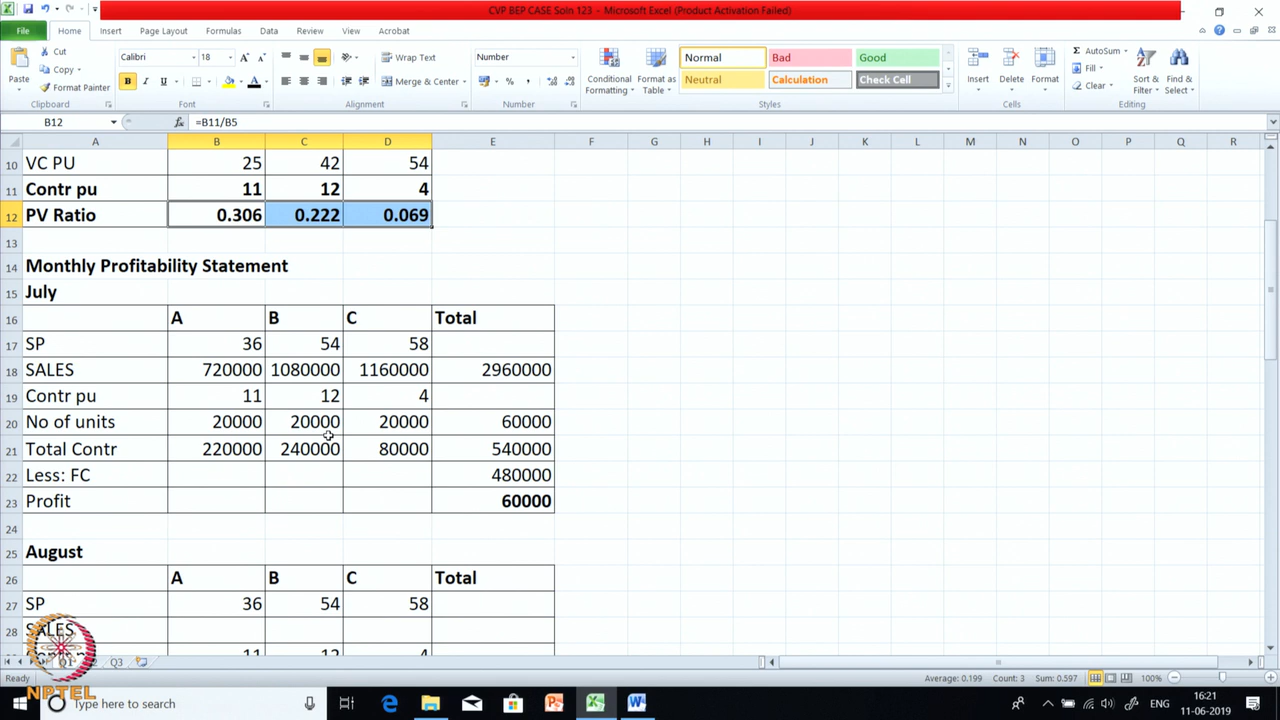 CVP BEP CASE Soln 123 – Microsoft Excel (Product Activation Failed)
File Home Insert Page Layout Formulas Data Review View Acrobat
Cut
Copy
Format Painter
Paste
Calibri 18
Wrap Text
Merge & Center
Number
Conditional Formatting
Format as Table
Normal Bad Good
Neutral Calculation Check Cell
Insert Delete Format
AutoSum
Fill
Clear
Sort & Filter
Find & Select
Clipboard Font Alignment Number Styles Cells Editing
B12 fx =B11/B5
A B C D E F G H I J K L M N O P Q R
10 VC PU 25 42 54
11 Contr pu 11 12 4
12 PV Ratio 0.306 0.222 0.069
13
14 Monthly Profitability Statement
15 July
16 A B C Total
17 SP 36 54 58
18 SALES 720000 1080000 1160000 2960000
19 Contr pu 11 12 4
20 No of units 20000 20000 20000 60000
21 Total Contr 220000 240000 80000 540000
22 Less: FC 480000
23 Profit 60000
24
25 August
26 A B C Total
27 SP 36 54 58
28 SALES
11 12 4
Q3
Ready Average: 0.199 Count: 3 Sum: 0.597 100%
NPTEL
Type here to search
ENG
16:21
11-06-2019